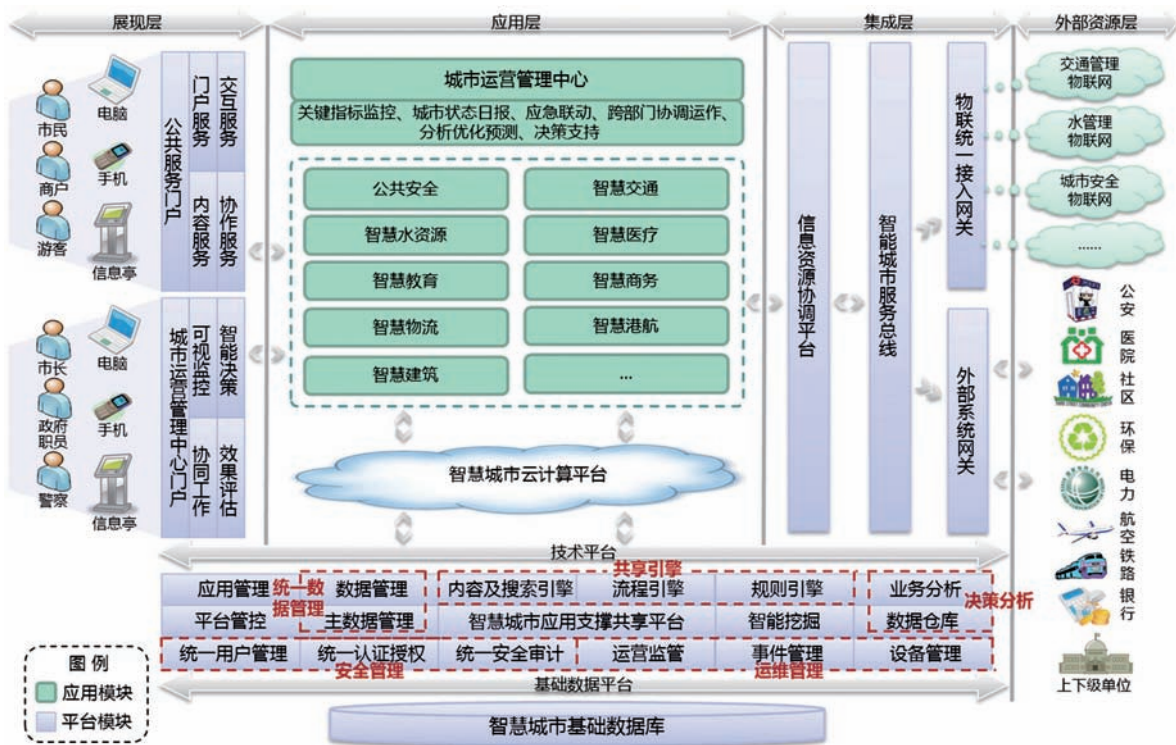 展现层
应用层
集成层
外部资源层
市民
商户
游客
电脑
手机
信息亭
公共服务门户
门户服务
交互服务
内容服务
协作服务
市长
政府
职员
警察
电脑
手机
信息亭
城市运营管理中心门户
可视监控
智能决策
协同工作
效果评估
城市运营管理中心
关键指标监控、城市状态日报、应急联动、跨部门协调运作、
分析优化预测、决策支持
公共安全
智慧交通
智慧水资源
智慧医疗
智慧教育
智慧商务
智慧物流
智慧港航
智慧建筑
...
智慧城市云计算平台
信息资源协调平台
智能城市服务总线
物联统一接入网关
外部系统网关
交通管理
物联网
水管理
物联网
城市安全
物联网
......
公安
医院
社区
环保
电力
航空
铁路
银行
上下级单位
技术平台
共享引擎
应用管理
统一数
据管理
数据管理
内容及搜索引擎
流程引擎
规则引擎
业务分析
决策分析
平台管控
主数据管理
智慧城市应用支撑共享平台
智能挖掘
数据仓库
统一用户管理
统一认证授权
统一安全审计
运营监管
事件管理
设备管理
安全管理
运维管理
基础数据平台
智慧城市基础数据库
图 例
应用模块
平台模块